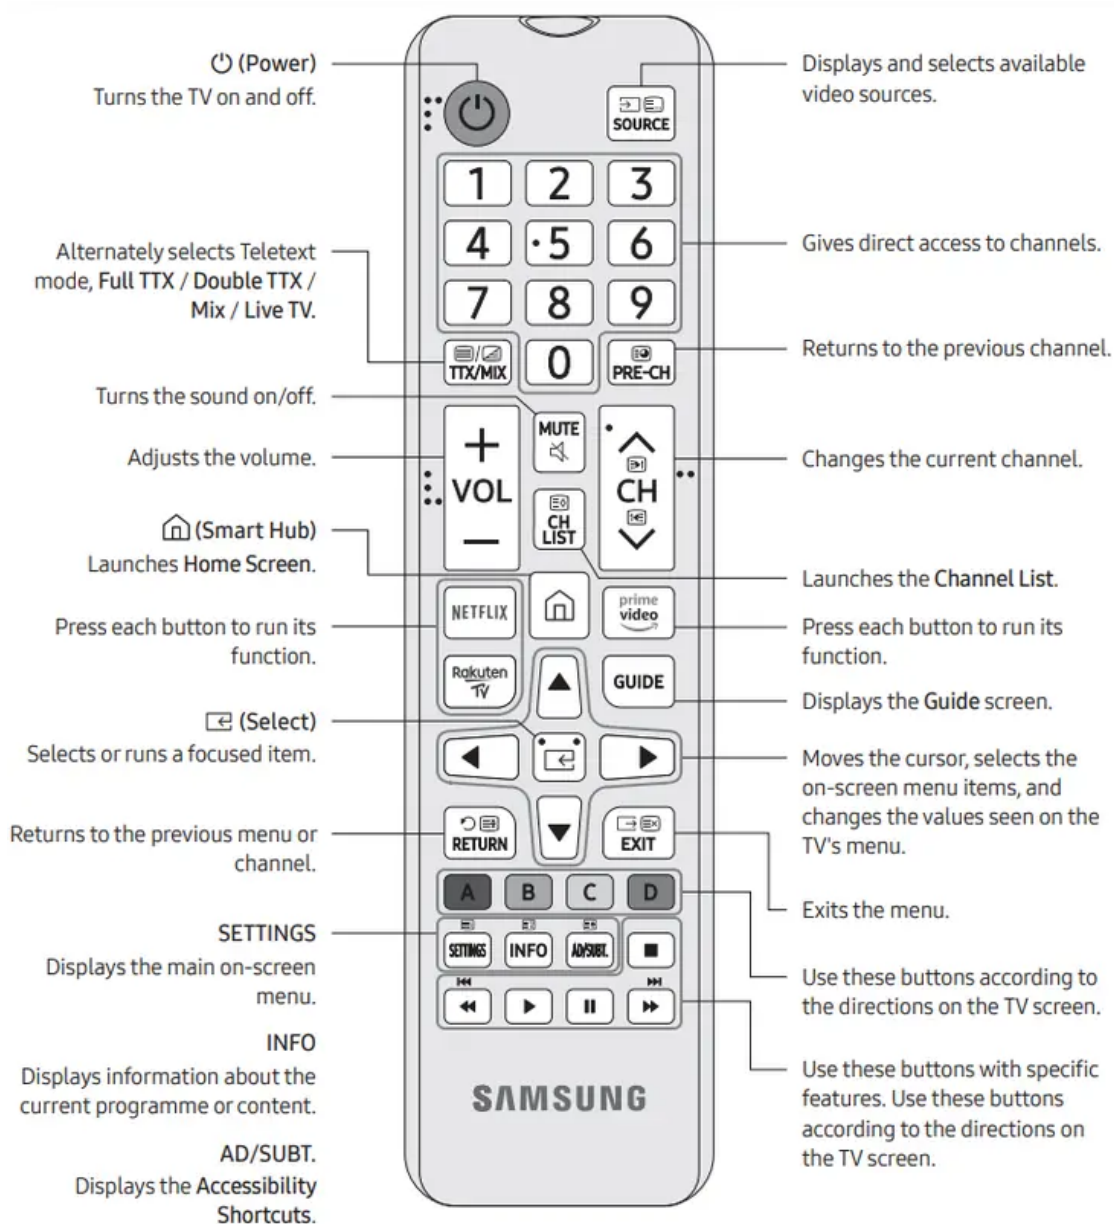 (Power)
Turns the TV on and off.
Alternately selects Teletext
mode, Full TTX / Double TTX /
Mix / Live TV.
Turns the sound on/off.
Adjusts the volume.
(Smart Hub)
Launches Home Screen.
Press each button to run its
function.
(Select)
Selects or runs a focused item.
Returns to the previous menu or
channel.
SETTINGS
Displays the main on-screen
menu.
INFO
Displays information about the
current programme or content.
AD/SUBT.
Displays the Accessibility
Shortcuts.
SOURCE
1 2 3
4 5 6
7 8 9
TTX/MIX 0 PRE-CH
MUTE
+
VOL
—
CH
CH
LIST
NETFLIX
prime
video
Rakuten
TV
GUIDE
RETURN
EXIT
A B C D
SETTINGS INFO AD/SUBT.
SAMSUNG
Displays and selects available
video sources.
Gives direct access to channels.
Returns to the previous channel.
Changes the current channel.
Launches the Channel List.
Press each button to run its
function.
Displays the Guide screen.
Moves the cursor, selects the
on-screen menu items, and
changes the values seen on the
TV's menu.
Exits the menu.
Use these buttons according to
the directions on the TV screen.
Use these buttons with specific
features. Use these buttons
according to the directions on
the TV screen.